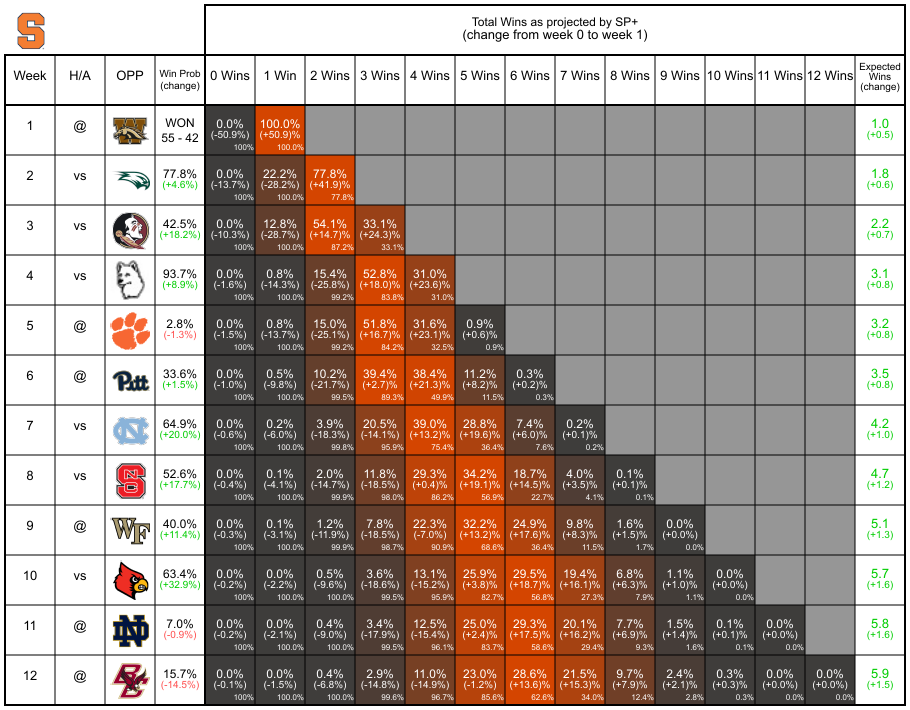 S
Total Wins as projected by SP+
(change from week 0 to week 1)
Week H/A OPP Win Prob (change) 0 Wins 1 Win 2 Wins 3 Wins 4 Wins 5 Wins 6 Wins 7 Wins 8 Wins 9 Wins 10 Wins 11 Wins 12 Wins Expected Wins (change)
1 @ W WON 0.0% 100.0% 1.0
55 - 42 (-50.9%) (+50.9)% (+0.5)
100% 100.0%
2 vs 77.8% 0.0% 22.2% 77.8% 1.8
(+4.6%) (-13.7%) (-28.2%) (+41.9)% (+0.6)
100% 100.0% 77.8%
3 vs 42.5% 0.0% 12.8% 54.1% 33.1% 2.2
(+18.2%) (-10.3%) (-28.7%) (+14.7)% (+24.3)% (+0.7)
100% 100.0% 87.2% 33.1%
4 vs 93.7% 0.0% 0.8% 15.4% 52.8% 31.0% 3.1
(+8.9%) (-1.6%) (-14.3%) (-25.8%) (+18.0)% (+23.6)% (+0.8)
100% 100.0% 99.2% 83.8% 31.0%
5 @ 2.8% 0.0% 0.8% 15.0% 51.8% 31.6% 0.9% 3.2
(-1.3%) (-1.5%) (-13.7%) (-25.1%) (+16.7)% (+23.1)% (+0.6)% (+0.8)
100% 100.0% 99.2% 84.2% 32.5% 0.9%
6 @ Pitt 33.6% 0.0% 0.5% 10.2% 39.4% 38.4% 11.2% 0.3% 3.5
(+1.5%) (-1.0%) (-9.8%) (-21.7%) (+2.7)% (+21.3)% (+8.2)% (+0.2)% (+0.8)
100% 100.0% 99.5% 89.3% 49.9% 11.5% 0.3%
7 vs NC 64.9% 0.0% 0.2% 3.9% 20.5% 39.0% 28.8% 7.4% 0.2% 4.2
(+20.0%) (-0.6%) (-6.0%) (-18.3%) (-14.1%) (+13.2)% (+19.6)% (+6.0)% (+0.1)% (+1.0)
100% 100.0% 99.8% 95.9% 75.4% 36.4% 7.6% 0.2%
8 vs NCS 52.6% 0.0% 0.1% 2.0% 11.8% 29.3% 34.2% 18.7% 4.0% 0.1% 4.7
(+17.7%) (-0.4%) (-4.1%) (-14.7%) (-18.5%) (+0.4)% (+19.1)% (+14.5)% (+3.5)% (+0.1)% (+1.2)
100% 100.0% 99.9% 98.0% 86.2% 56.9% 22.7% 4.1% 0.1%
9 @ WF 40.0% 0.0% 0.1% 1.2% 7.8% 22.3% 32.2% 24.9% 9.8% 1.6% 0.0% 5.1
(+11.4%) (-0.3%) (-3.1%) (-11.9%) (-18.5%) (-7.0%) (+13.2)% (+17.6)% (+8.3)% (+1.5)% (+0.0)% (+1.3)
100% 100.0% 99.9% 98.7% 90.9% 68.6% 36.4% 11.5% 1.7% 0.0%
10 vs 63.4% 0.0% 0.0% 0.5% 3.6% 13.1% 25.9% 29.5% 19.4% 6.8% 1.1% 0.0% 5.7
(+32.9%) (-0.2%) (-2.2%) (-9.6%) (-18.6%) (-15.2%) (+3.8)% (+18.7)% (+16.1)% (+6.3)% (+1.0)% (+0.0)% (+1.6)
100% 100.0% 100.0% 99.5% 95.9% 82.7% 56.8% 27.3% 7.9% 1.1% 0.0%
11 @ ND 7.0% 0.0% 0.0% 0.4% 3.4% 12.5% 25.0% 29.3% 20.1% 7.7% 1.5% 0.1% 0.0% 5.8
(-0.9%) (-0.2%) (-2.1%) (-9.0%) (-17.9%) (-15.4%) (+2.4)% (+17.5)% (+16.2)% (+6.9)% (+1.4)% (+0.1)% (+0.0)% (+1.6)
100% 100.0% 100.0% 99.5% 96.1% 83.7% 58.6% 29.4% 9.3% 1.6% 0.1% 0.0%
12 @ BC 15.7% 0.0% 0.0% 0.4% 2.9% 11.0% 23.0% 28.6% 21.5% 9.7% 2.4% 0.3% 0.0% 0.0% 5.9
(-14.5%) (-0.1%) (-1.5%) (-6.8%) (-14.8%) (-14.9%) (-1.2%) (+13.6)% (+15.3)% (+7.9)% (+2.1)% (+0.3)% (+0.0)% (+0.0)% (+1.5)
100% 100.0% 100.0% 99.6% 96.7% 85.6% 62.6% 34.0% 12.4% 2.8% 0.3% 0.0% 0.0%